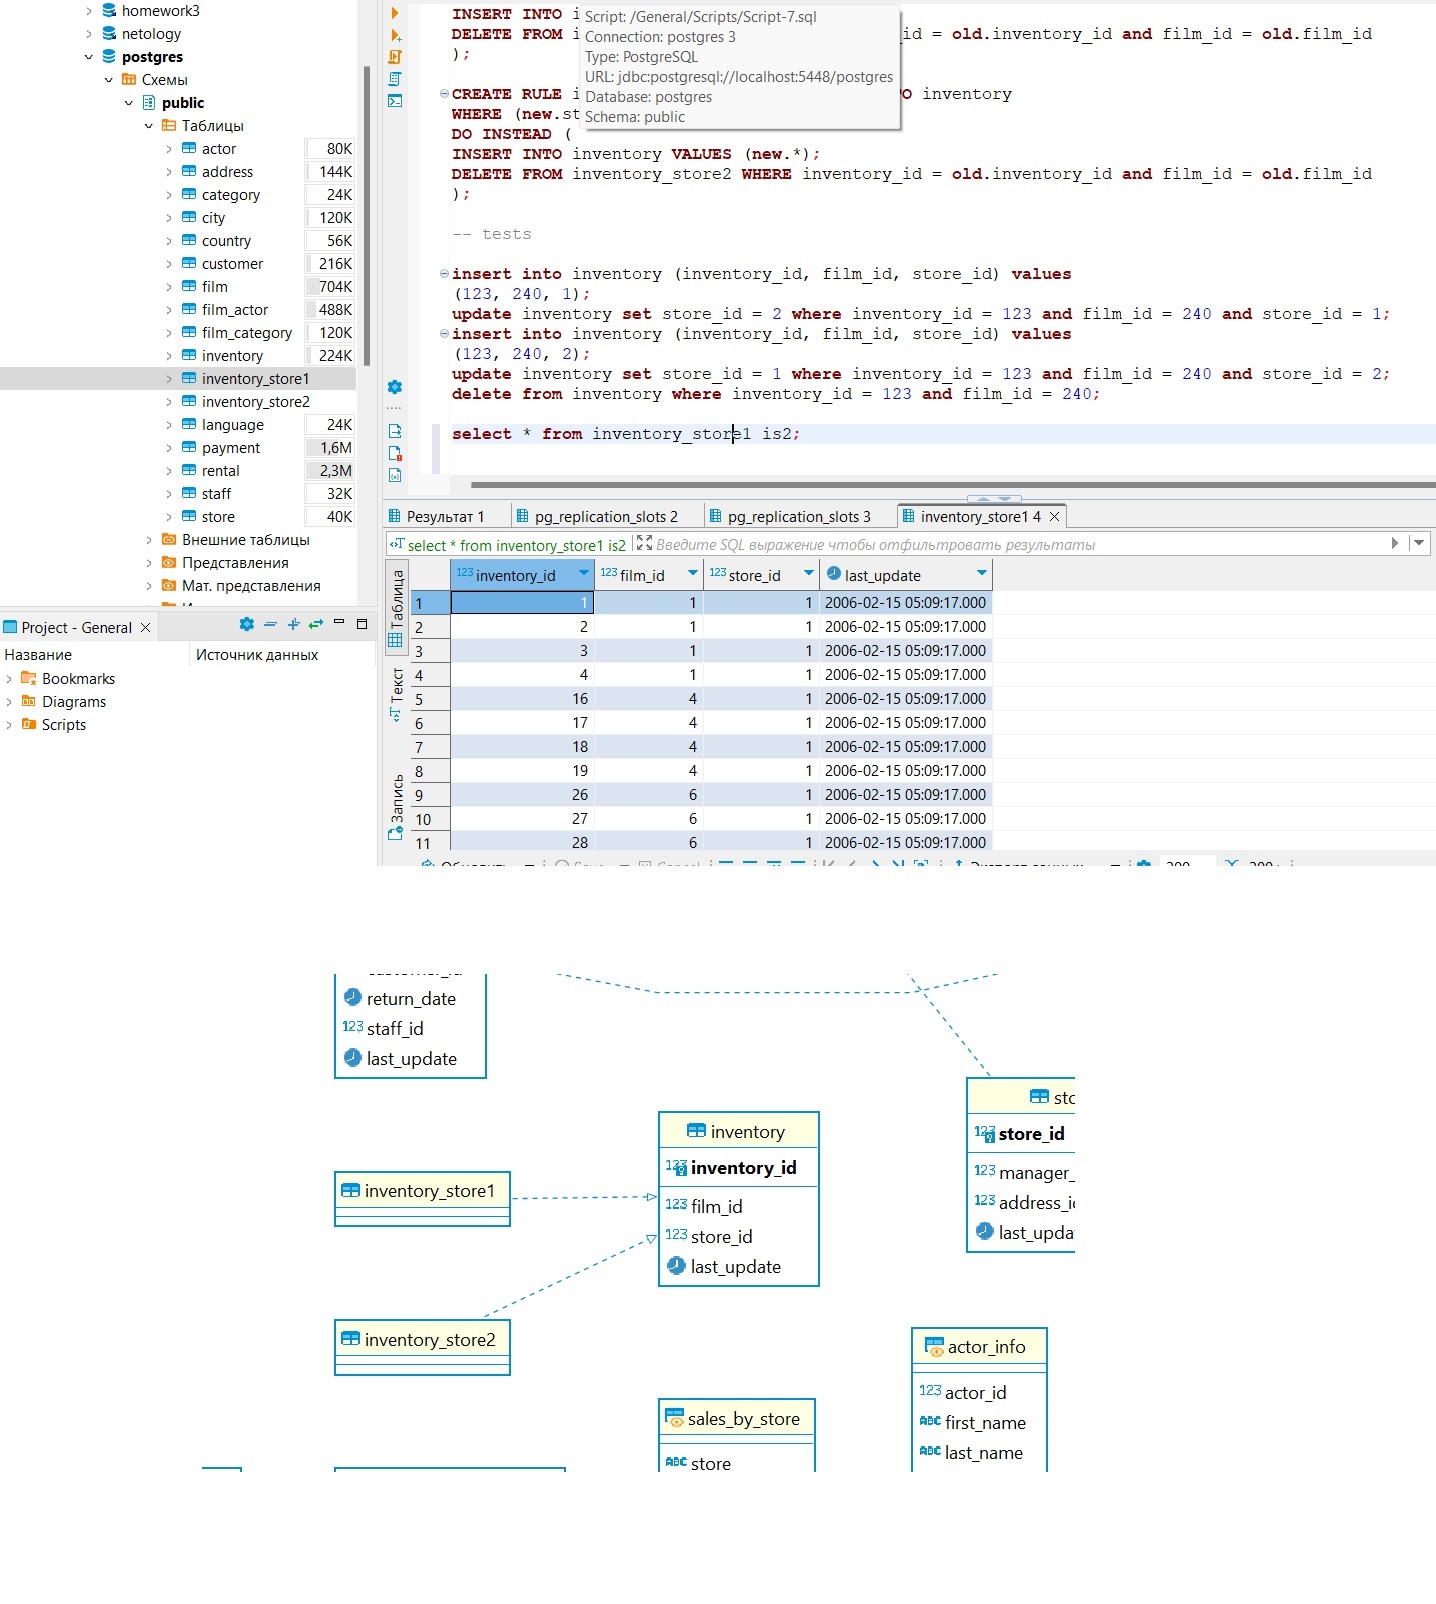 homework3
netology
postgres
Схемы
public
Таблицы
actor 80K
address 144K
category 24K
city 120K
country 56K
customer 216K
film 704K
film_actor 488K
film_category 120K
inventory 224K
inventory_store1
inventory_store2
language 24K
payment 1,6M
rental 2,3M
staff 32K
store 40K
Внешние таблицы
Представления
Мат. представления
Project - General
Название Источник данных
Bookmarks
Diagrams
Scripts
INSERT INTO
DELETE FROM id = old.inventory_id and film_id = old.film_id
);
CREATE RULE O inventory
WHERE (new.st
DO INSTEAD (
INSERT INTO inventory VALUES (new.*);
DELETE FROM inventory_store2 WHERE inventory_id = old.inventory_id and film_id = old.film_id
);
Script: /General/Scripts/Script-7.sql
Connection: postgres 3
Type: PostgreSQL
URL: jdbc:postgresql://localhost:5448/postgres
Database: postgres
Schema: public
-- tests
insert into inventory (inventory_id, film_id, store_id) values
(123, 240, 1);
update inventory set store_id = 2 where inventory_id = 123 and film_id = 240 and store_id = 1;
insert into inventory (inventory_id, film_id, store_id) values
(123, 240, 2);
update inventory set store_id = 1 where inventory_id = 123 and film_id = 240 and store_id = 2;
delete from inventory where inventory_id = 123 and film_id = 240;
select * from inventory_store1 is2;
Результат 1 pg_replication_slots 2 pg_replication_slots 3 inventory_store1 4
select * from inventory_store1 is2 Введите SQL выражение чтобы отфильтровать результаты
Таблица
Текст
Запись
123 inventory_id 123 film_id 123 store_id last_update
1 1 1 1 2006-02-15 05:09:17.000
2 2 1 1 2006-02-15 05:09:17.000
3 3 1 1 2006-02-15 05:09:17.000
4 4 1 1 2006-02-15 05:09:17.000
5 16 4 1 2006-02-15 05:09:17.000
6 17 4 1 2006-02-15 05:09:17.000
7 18 4 1 2006-02-15 05:09:17.000
8 19 4 1 2006-02-15 05:09:17.000
9 26 6 1 2006-02-15 05:09:17.000
10 27 6 1 2006-02-15 05:09:17.000
11 28 6 1 2006-02-15 05:09:17.000
return_date
123 staff_id
last_update
inventory_store1
inventory_store2
inventory
123 inventory_id
123 film_id
123 store_id
last_update
sto
123 store_id
123 manager_
123 address_i
last_upda
sales_by_store
ABC store
actor_info
123 actor_id
ABC first_name
ABC last_name